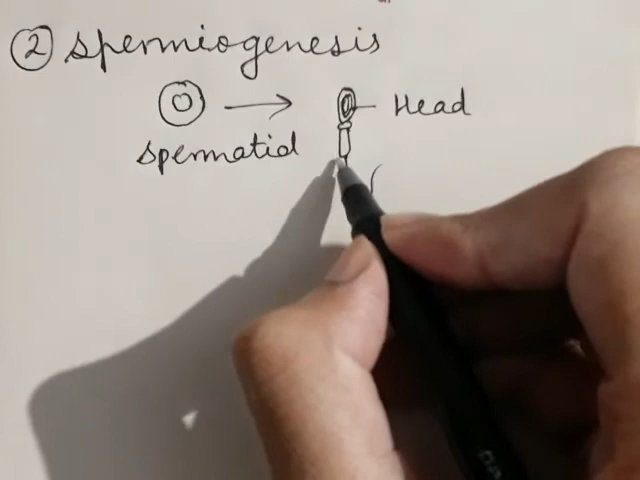 ② Spermiogenesis
Head
Spermatid